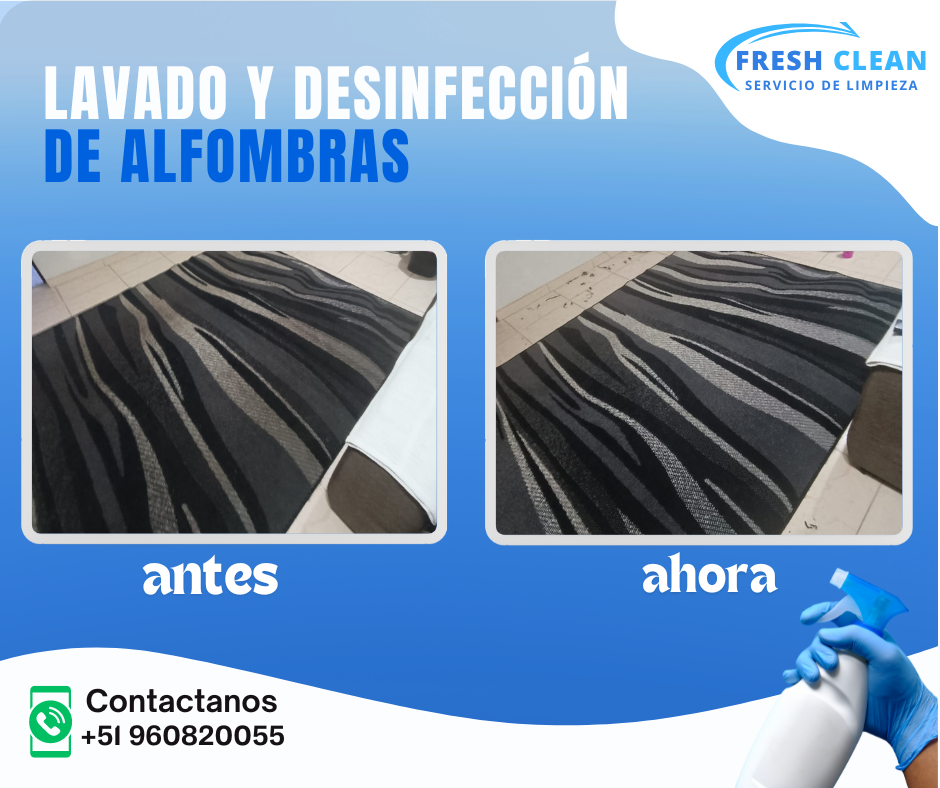 FRESH CLEAN
SERVICIO DE LIMPIEZA
LAVADO Y DESINFECCIÓN
DE ALFOMBRAS
antes
ahora
Contactanos
+51 960820055